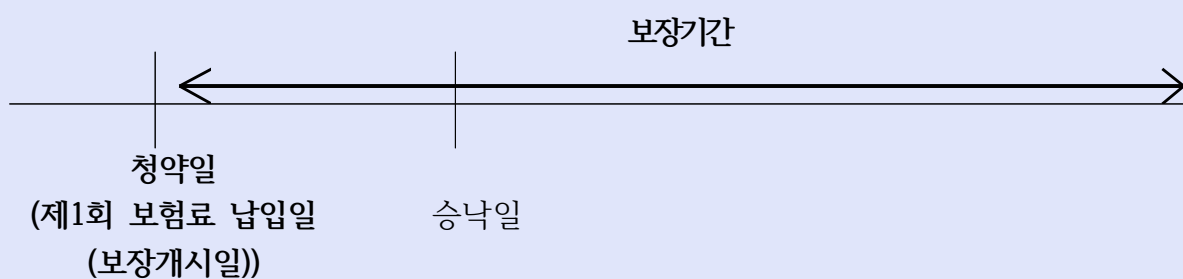 보장기간
청약일
(제1회 보험료 납입일
(보장개시일))
승낙일